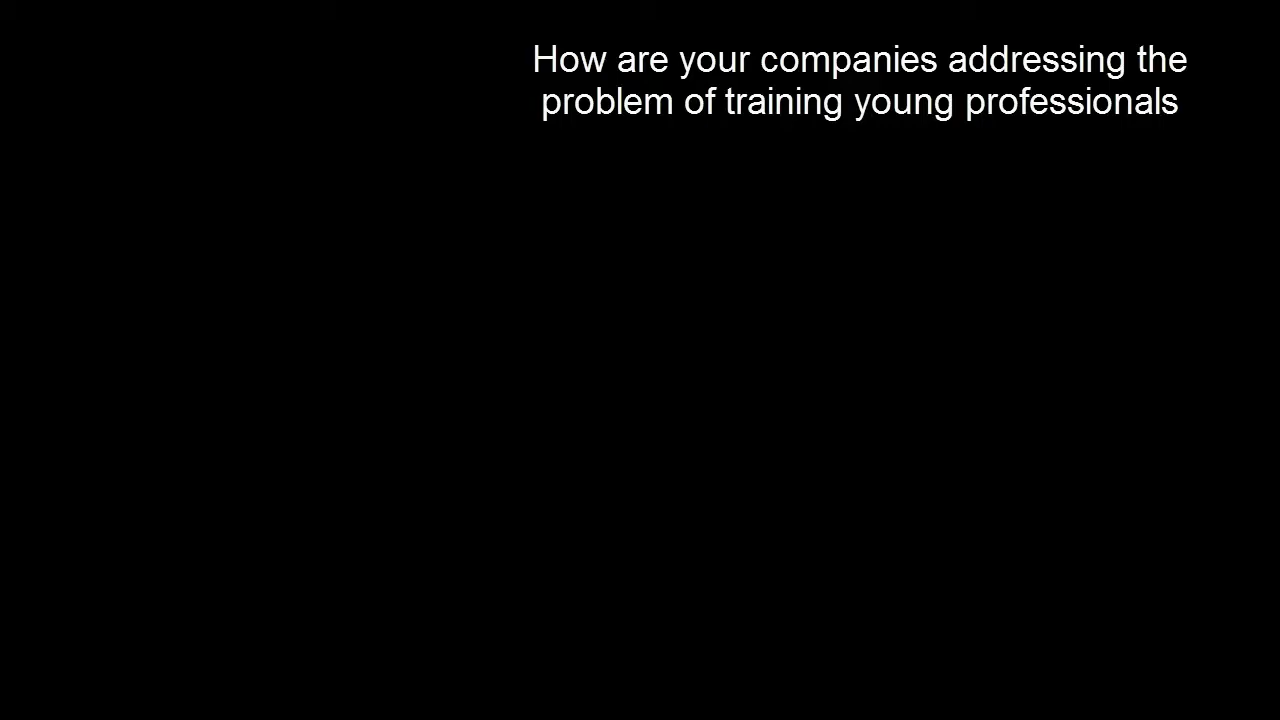 How are your companies addressing the
problem of training young professionals